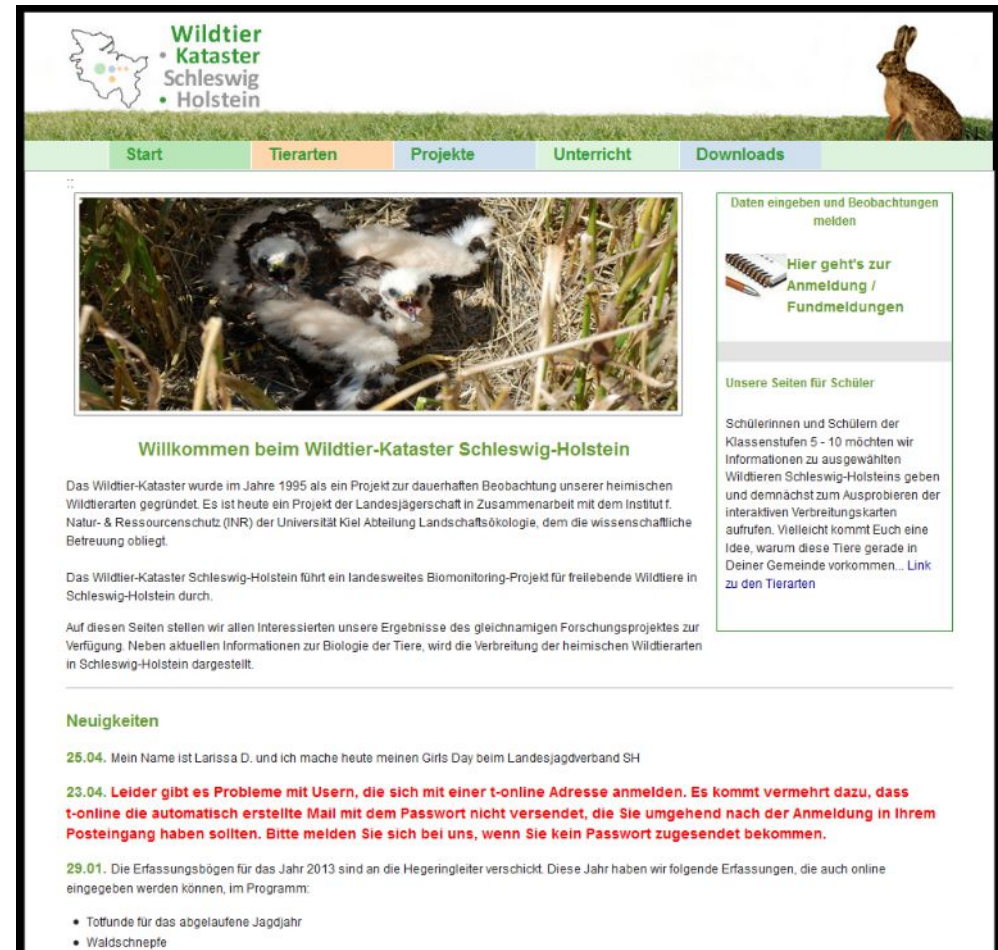 Wildtier
• Kataster
Schleswig
• Holstein
Start Tierarten Projekte Unterricht Downloads
::
Daten eingeben und Beobachtungen
melden
Hier geht's zur
Anmeldung /
Fundmeldungen
Unsere Seiten für Schüler
Schülerinnen und Schülern der
Klassenstufen 5 - 10 möchten wir
Informationen zu ausgewählten
Wildtieren Schleswig-Holsteins geben
und demnächst zum Ausprobieren der
interaktiven Verbreitungskarten
aufrufen. Vielleicht kommt Euch eine
Idee, warum diese Tiere gerade in
Deiner Gemeinde vorkommen... Link
zu den Tierarten
Willkommen beim Wildtier-Kataster Schleswig-Holstein
Das Wildtier-Kataster wurde im Jahre 1995 als ein Projekt zur dauerhaften Beobachtung unserer heimischen
Wildtierarten gegründet. Es ist heute ein Projekt der Landesjägerschaft in Zusammenarbeit mit dem Institut f.
Natur- & Ressourcenschutz (INR) der Universität Kiel Abteilung Landschaftsökologie, dem die wissenschaftliche
Betreuung obliegt.
Das Wildtier-Kataster Schleswig-Holstein führt ein landesweites Biomonitoring-Projekt für freilebende Wildtiere in
Schleswig-Holstein durch.
Auf diesen Seiten stellen wir allen Interessierten unsere Ergebnisse des gleichnamigen Forschungsprojektes zur
Verfügung. Neben aktuellen Informationen zur Biologie der Tiere, wird die Verbreitung der heimischen Wildtierarten
in Schleswig-Holstein dargestellt.
Neuigkeiten
25.04. Mein Name ist Larissa D. und ich mache heute meinen Girls Day beim Landesjagdverband SH
23.04. Leider gibt es Probleme mit Usern, die sich mit einer t-online Adresse anmelden. Es kommt vermehrt dazu, dass
t-online die automatisch erstellte Mail mit dem Passwort nicht versendet, die Sie umgehend nach der Anmeldung in Ihrem
Posteingang haben sollten. Bitte melden Sie sich bei uns, wenn Sie kein Passwort zugesendet bekommen.
29.01. Die Erfassungsbögen für das Jahr 2013 sind an die Hegeringleiter verschickt. Diese Jahr haben wir folgende Erfassungen, die auch online
eingegeben werden können, im Programm:
• Totfunde für das abgelaufene Jagdjahr
• Waldschnepfe